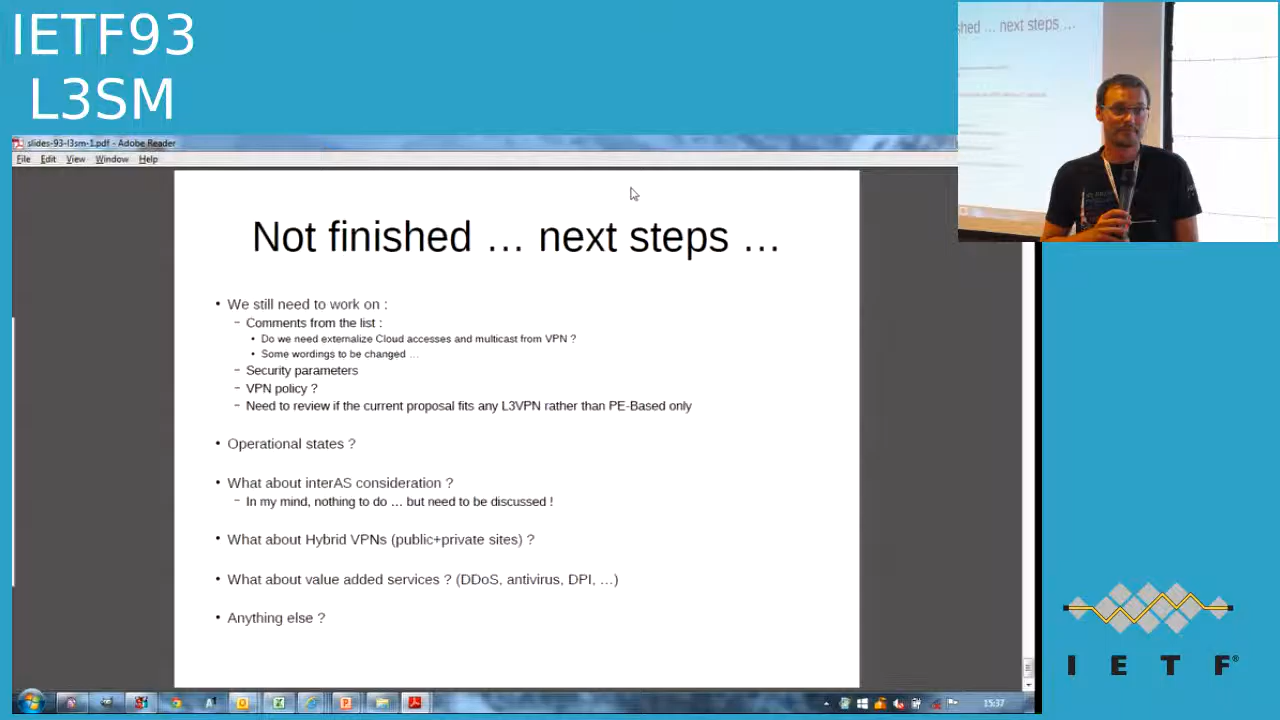 IETF93
L3SM
slides-93-l3sm-1.pdf - Adobe Reader
File Edit View Window Help
Not finished … next steps …
• We still need to work on :
– Comments from the list :
• Do we need externalize Cloud accesses and multicast from VPN ?
• Some wordings to be changed …
– Security parameters
– VPN policy ?
– Need to review if the current proposal fits any L3VPN rather than PE-Based only
• Operational states ?
• What about interAS consideration ?
– In my mind, nothing to do … but need to be discussed !
• What about Hybrid VPNs (public+private sites) ?
• What about value added services ? (DDoS, antivirus, DPI, …)
• Anything else ?
15:37
next steps …
I E T F®